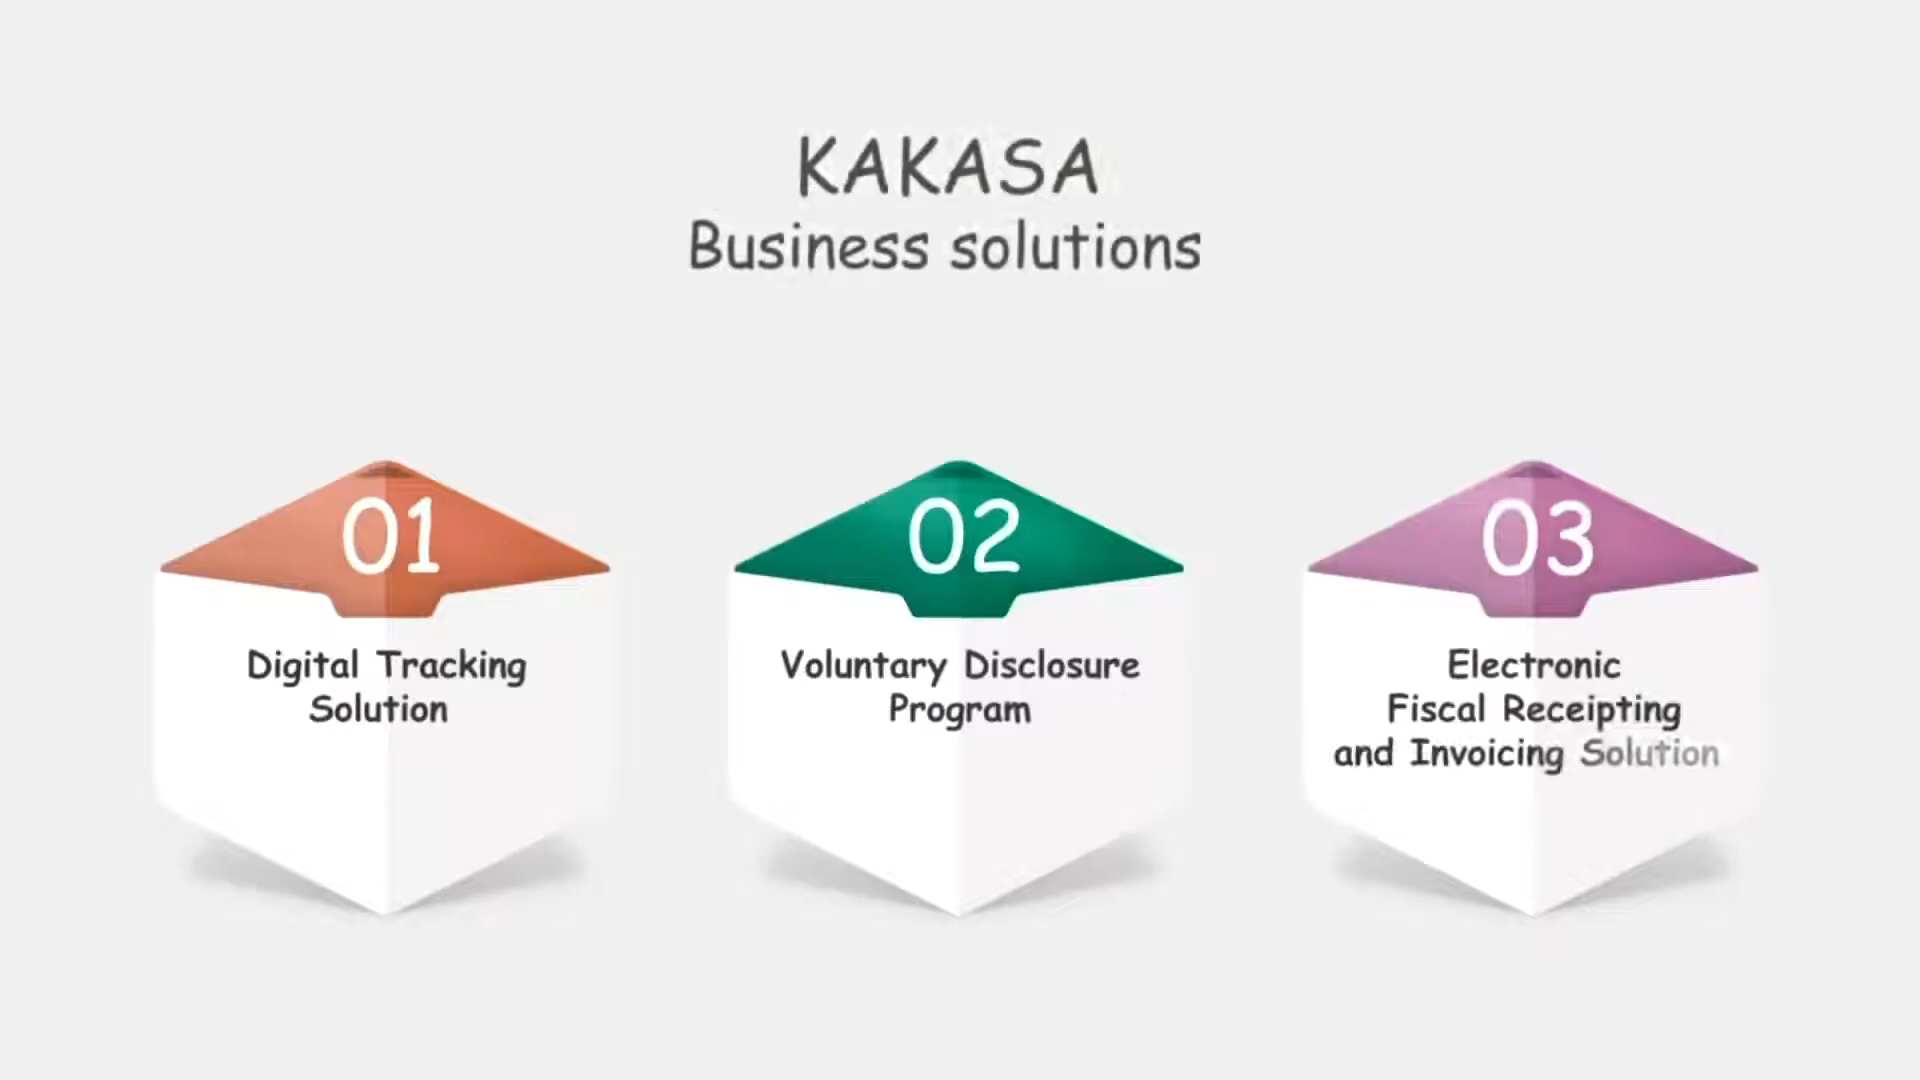 KAKASA
Business solutions
01
Digital Tracking
Solution
02
Voluntary Disclosure
Program
03
Electronic
Fiscal Receipting
and Invoicing Solution